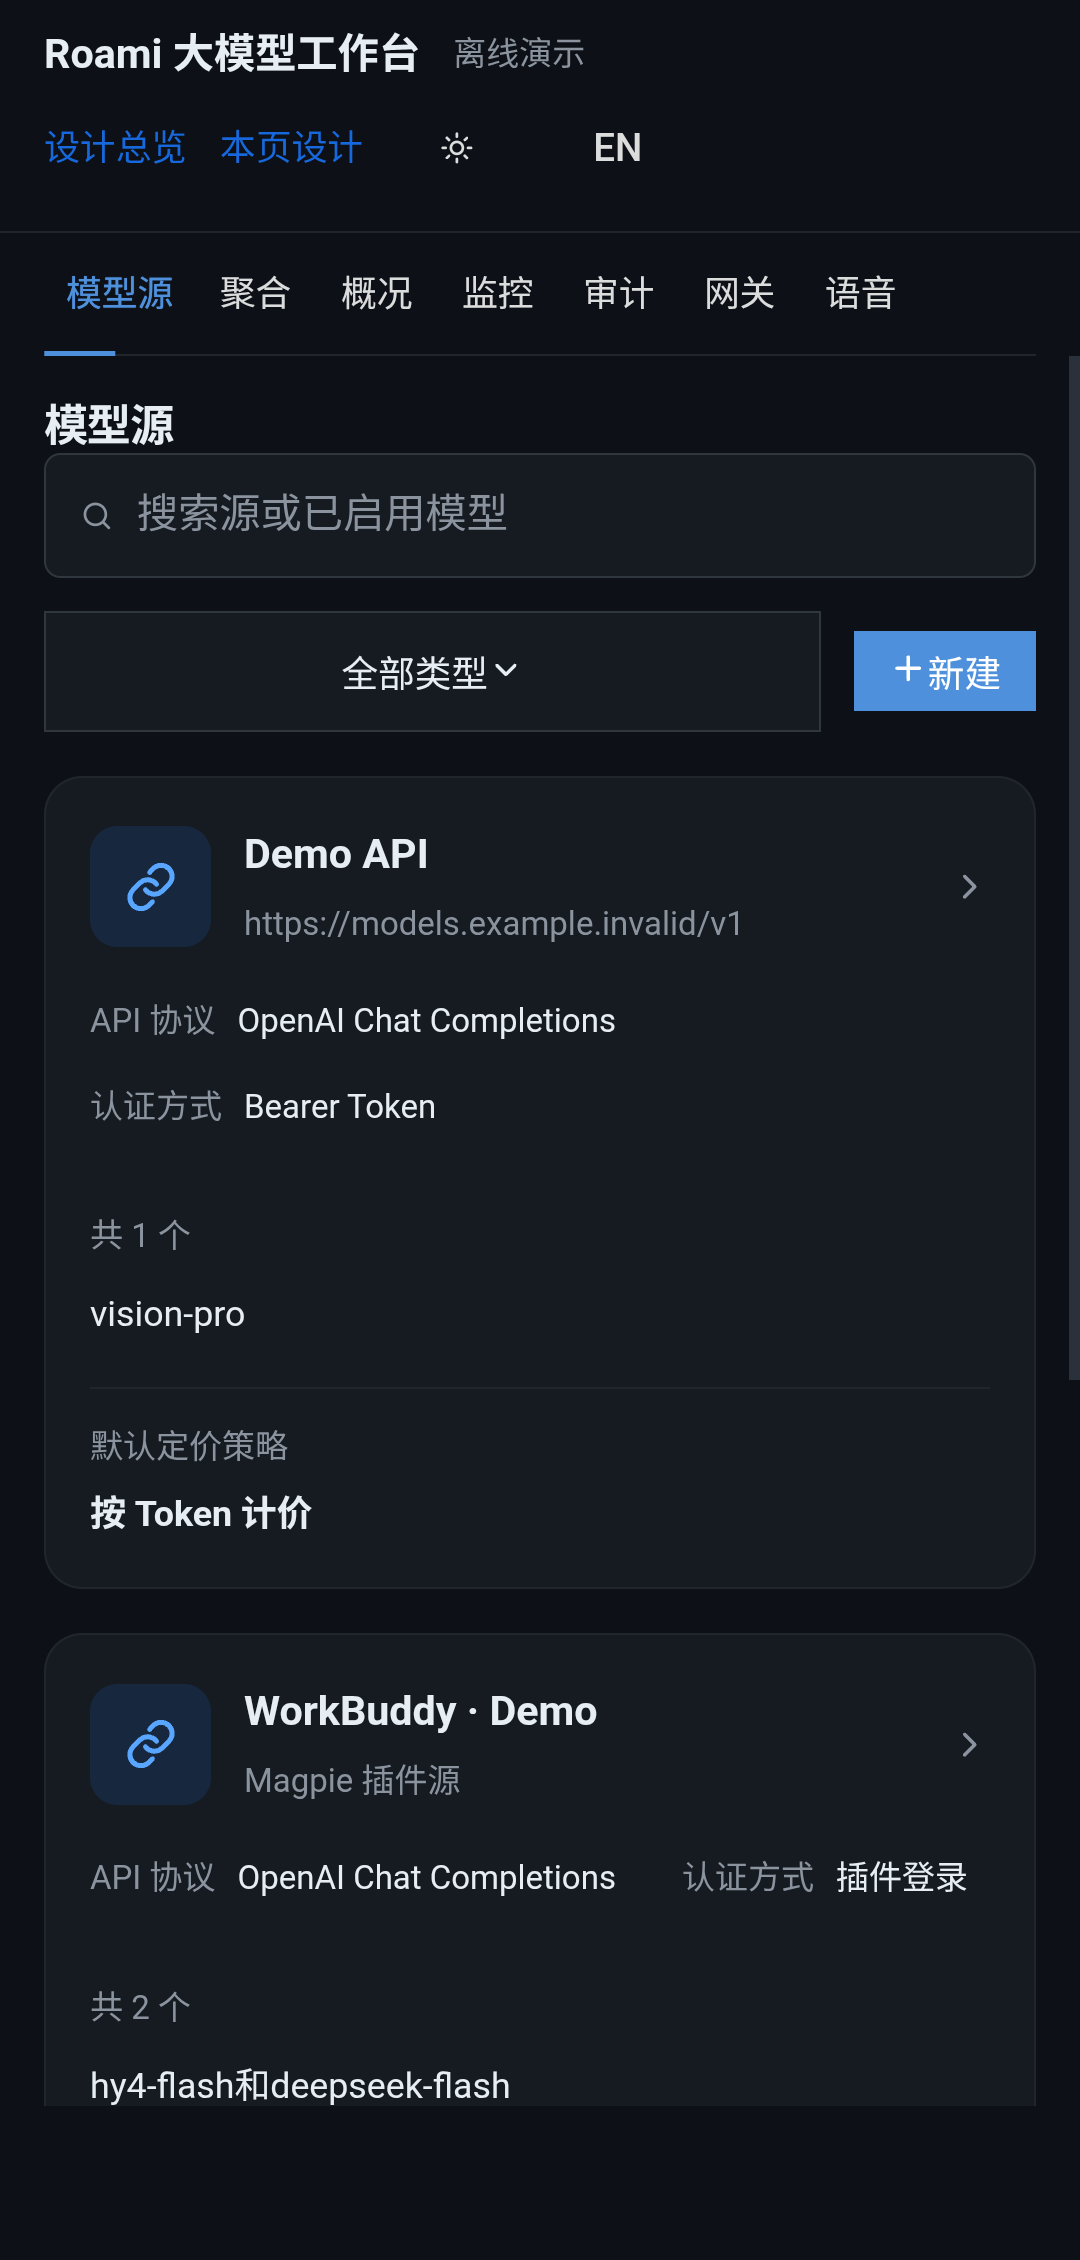 Roami 大模型工作台 离线演示
设计总览 本页设计 EN
模型源 聚合 概况 监控 审计 网关 语音
模型源
搜索源或已启用模型
全部类型 新建
Demo API
https://models.example.invalid/v1
API 协议 OpenAI Chat Completions
认证方式 Bearer Token
共 1 个
vision-pro
默认定价策略
按 Token 计价
WorkBuddy · Demo
Magpie 插件源
API 协议 OpenAI Chat Completions 认证方式 插件登录
共 2 个
hy4-flash和deepseek-flash